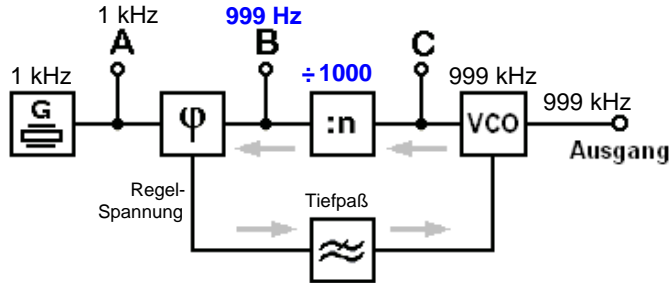 1 kHz
999 Hz
A
B
C
1 kHz
÷1000
999 kHz
999 kHz
G
φ
:n
VCO
Ausgang
Regel-
Spannung
Tiefpaß